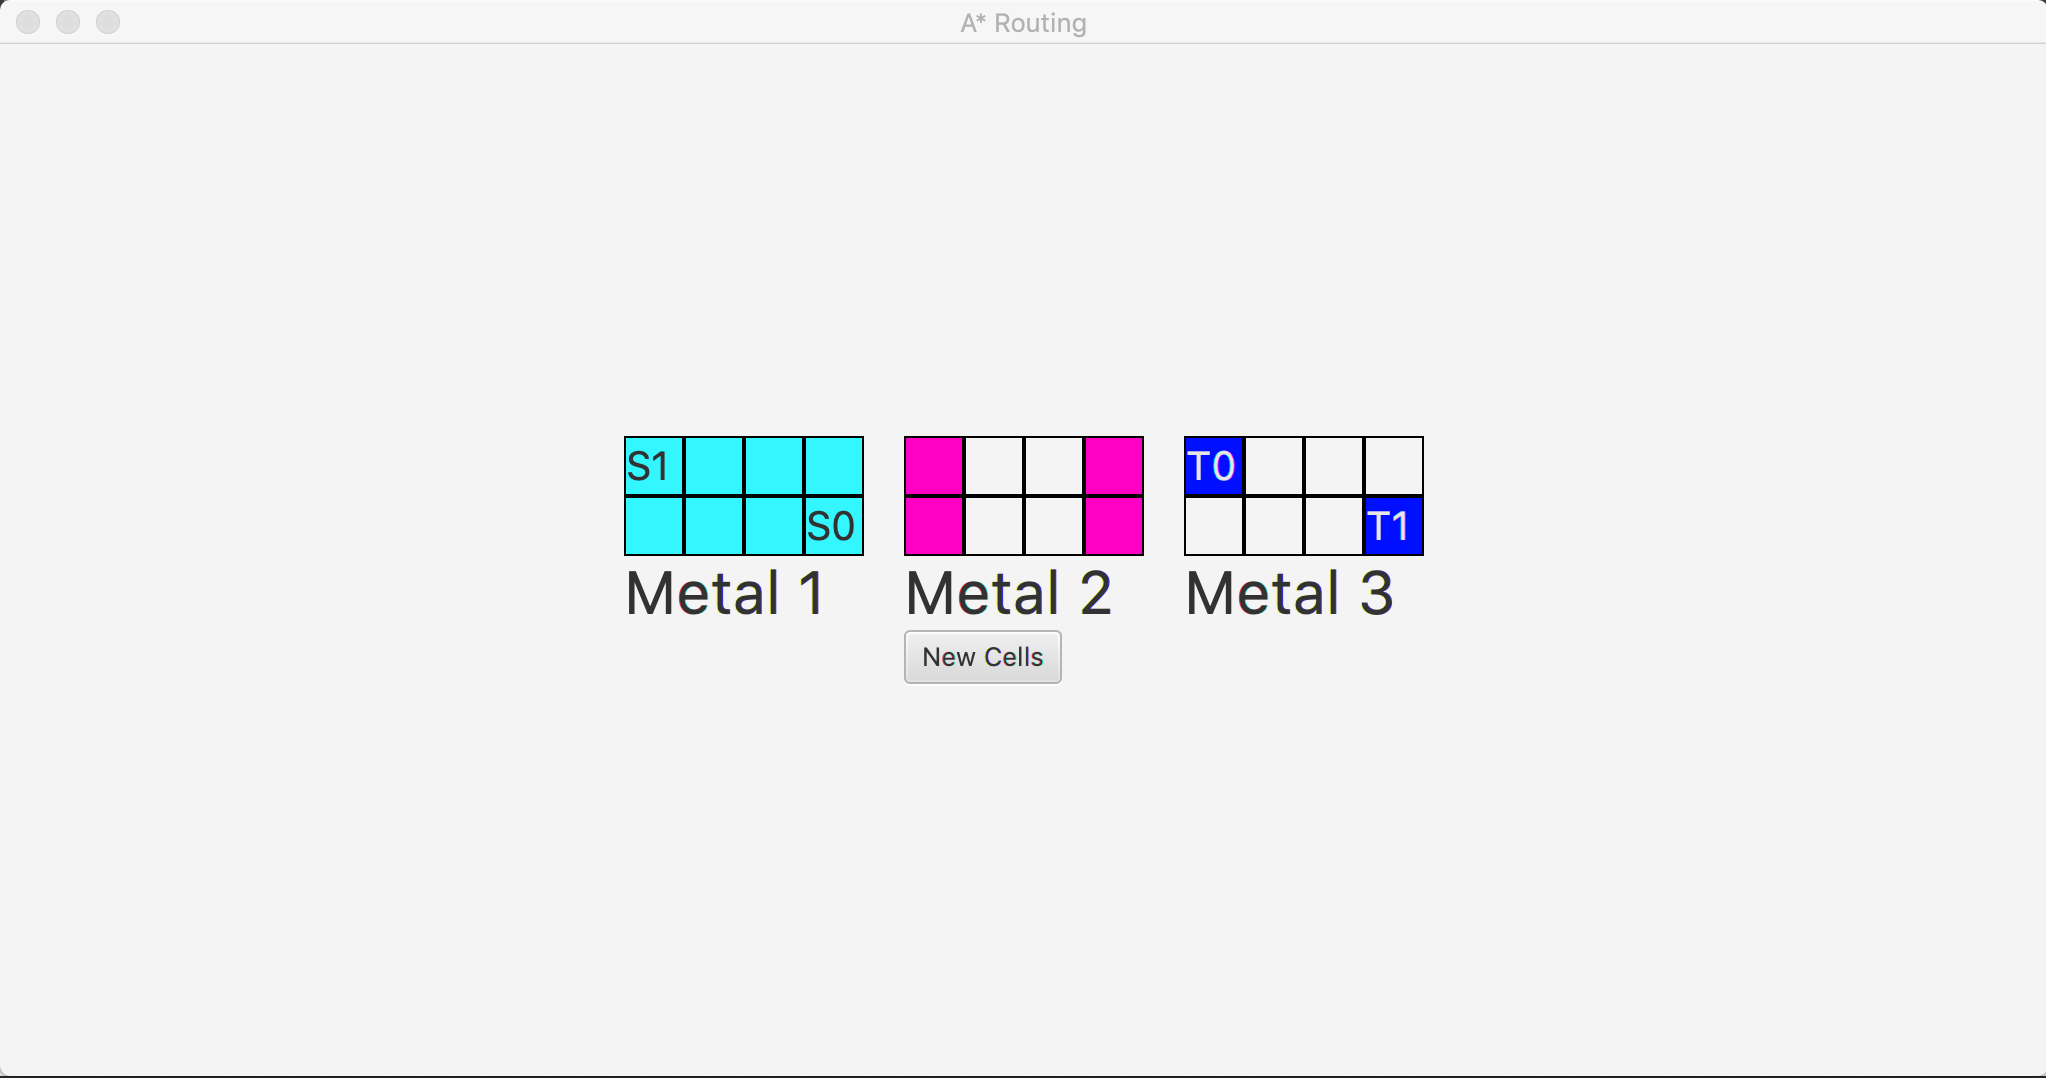 A* Routing
S1
S0
T0
T1
Metal 1
Metal 2
Metal 3
New Cells